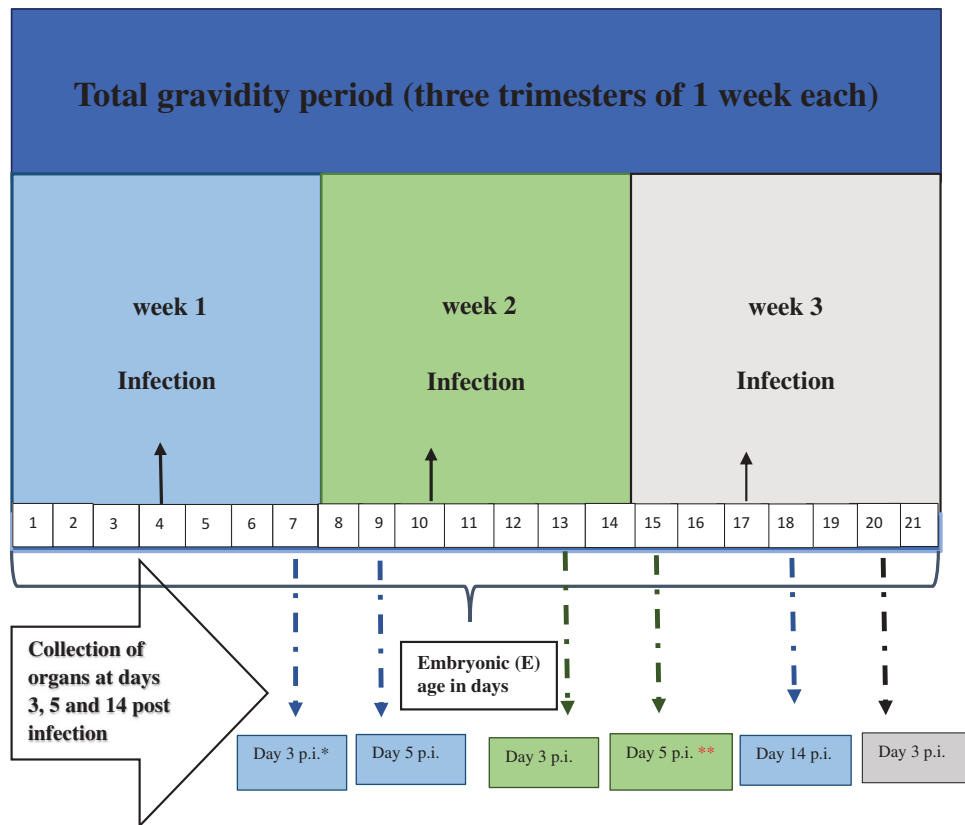 Total gravidity period (three trimesters of 1 week each)
week 1
Infection
week 2
Infection
week 3
Infection
1 2 3 4 5 6 7 8 9 10 11 12 13 14 15 16 17 18 19 20 21
Collection of
organs at days
3, 5 and 14 post
infection
Embryonic (E)
age in days
Day 3 p.i.*
Day 5 p.i.
Day 3 p.i.
Day 5 p.i. **
Day 14 p.i.
Day 3 p.i.